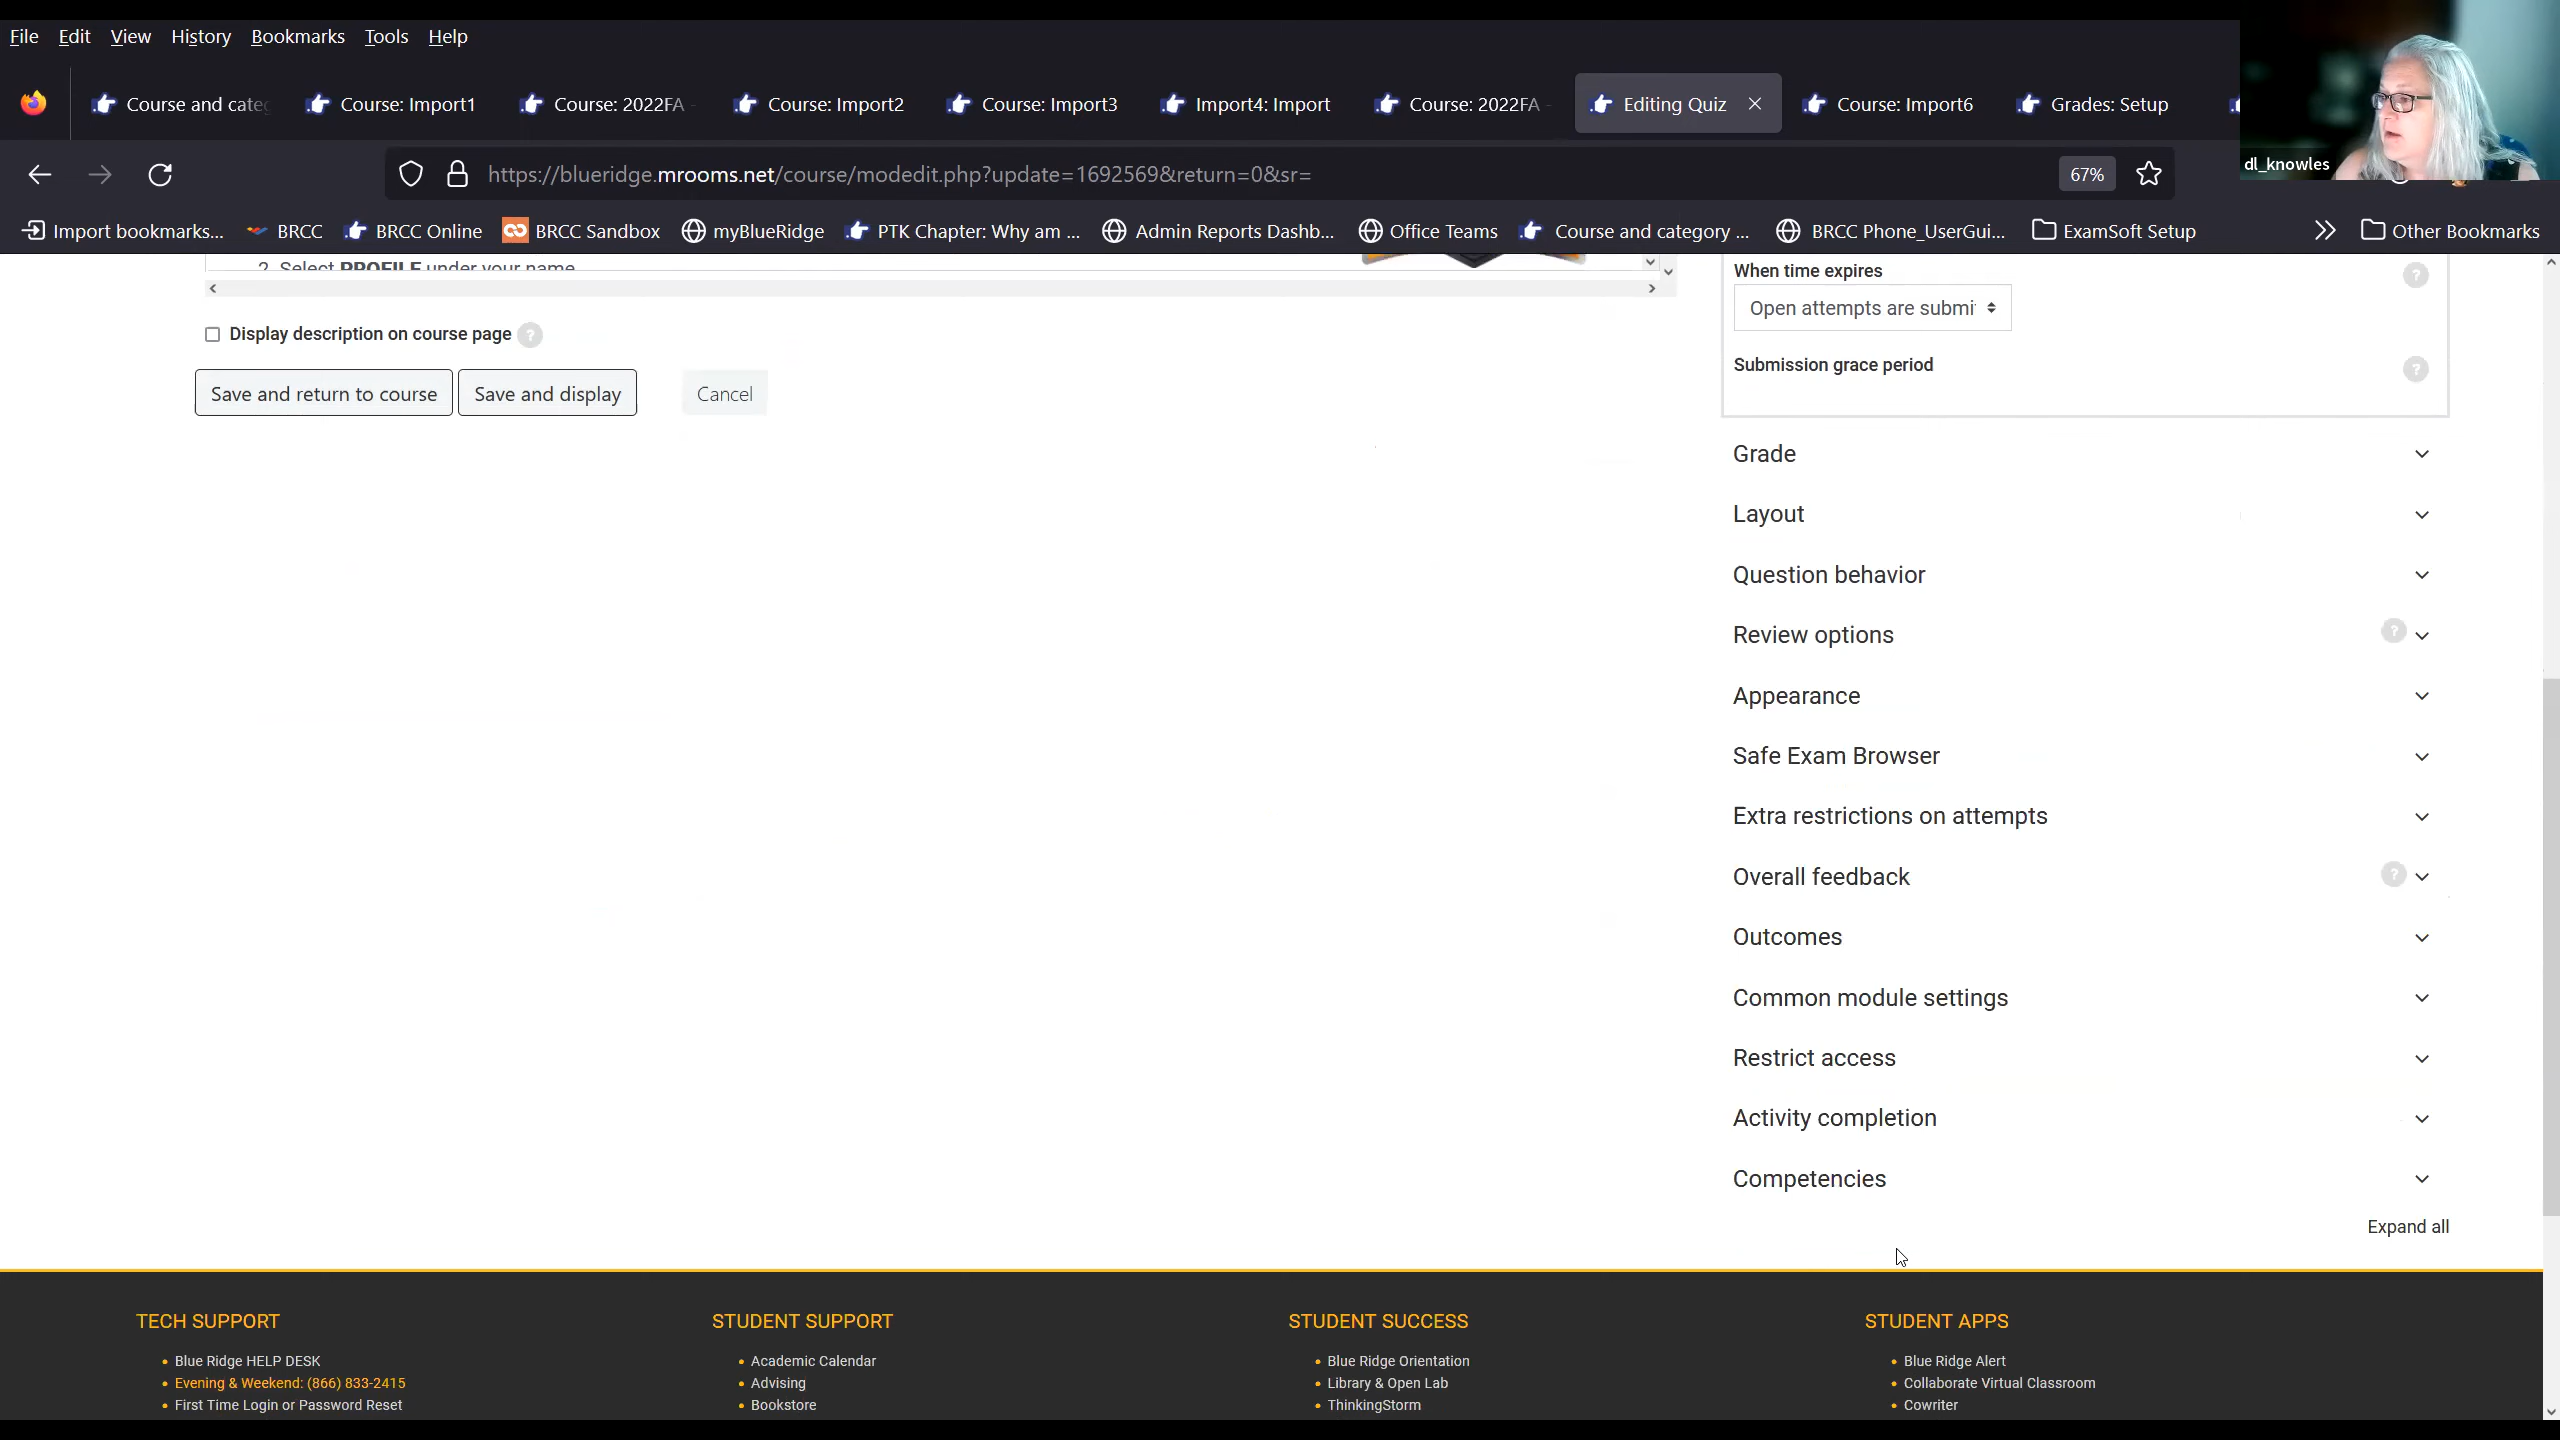 File Edit View History Bookmarks Tools Help
Course and categ Course: Import1 Course: 2022FA - Course: Import2 Course: Import3 Import4: Import Course: 2022FA - Editing Quiz Course: Import6 Grades: Setup
https://blueridge.mrooms.net/course/modedit.php?update=1692569&return=0&sr=
67%
dl_knowles
Import bookmarks... BRCC BRCC Online BRCC Sandbox myBlueRidge PTK Chapter: Why am ... Admin Reports Dashb... Office Teams Course and category ... BRCC Phone_UserGui... ExamSoft Setup Other Bookmarks
2. Select PROFILE under your name
Display description on course page ?
Save and return to course Save and display Cancel
When time expires ?
Open attempts are submi
Submission grace period ?
Grade
Layout
Question behavior
Review options ?
Appearance
Safe Exam Browser
Extra restrictions on attempts
Overall feedback ?
Outcomes
Common module settings
Restrict access
Activity completion
Competencies
Expand all
TECH SUPPORT
Blue Ridge HELP DESK
Evening & Weekend: (866) 833-2415
First Time Login or Password Reset
STUDENT SUPPORT
Academic Calendar
Advising
Bookstore
STUDENT SUCCESS
Blue Ridge Orientation
Library & Open Lab
ThinkingStorm
STUDENT APPS
Blue Ridge Alert
Collaborate Virtual Classroom
Cowriter